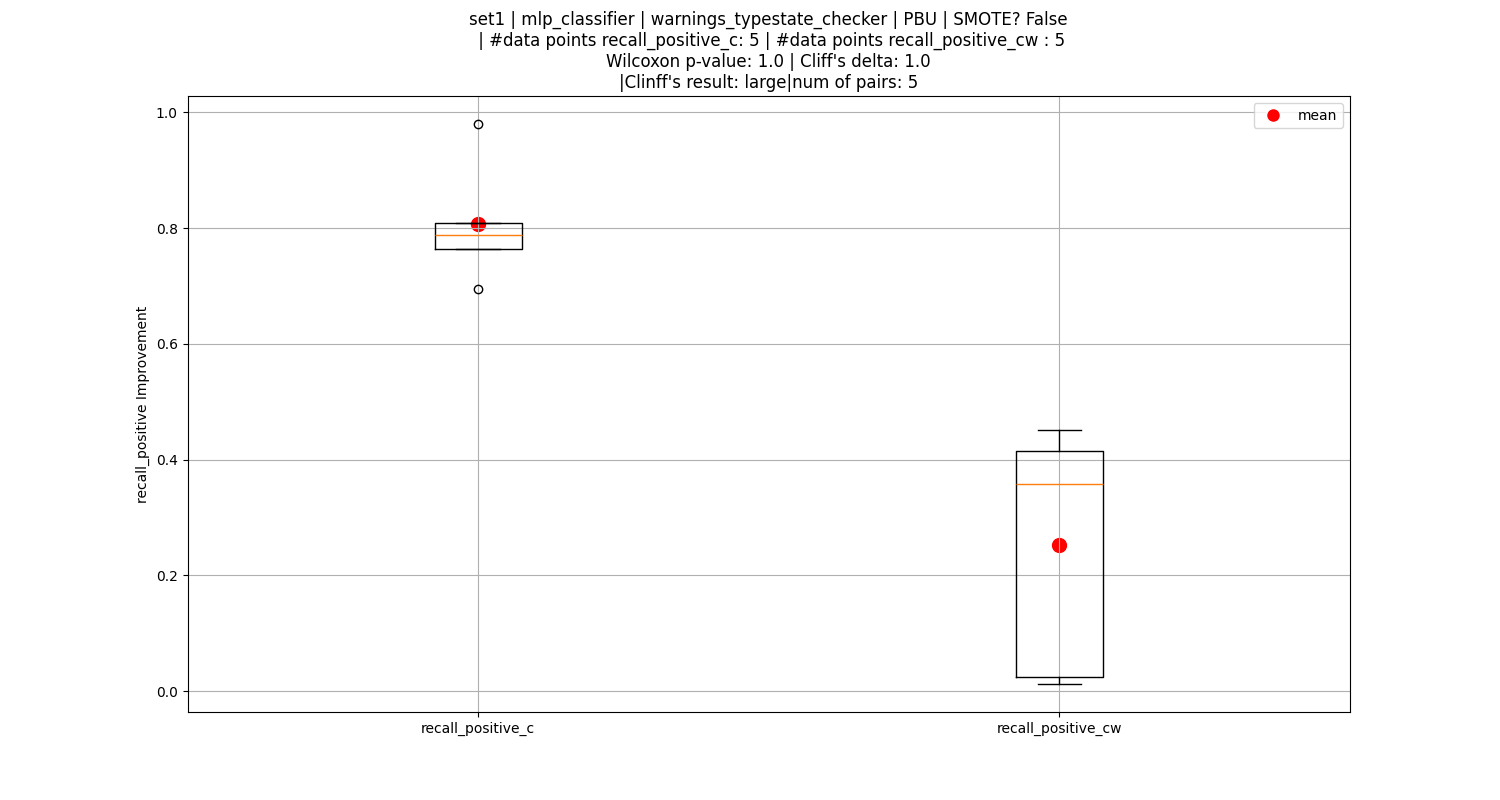 set1 | mlp_classifier | warnings_typestate_checker | PBU | SMOTE? False
| #data points recall_positive_c: 5 | #data points recall_positive_cw : 5
Wilcoxon p-value: 1.0 | Cliff's delta: 1.0
|Clinff's result: large|num of pairs: 5
mean
recall_positive Improvement
1.0
0.8
0.6
0.4
0.2
0.0
recall_positive_c
recall_positive_cw